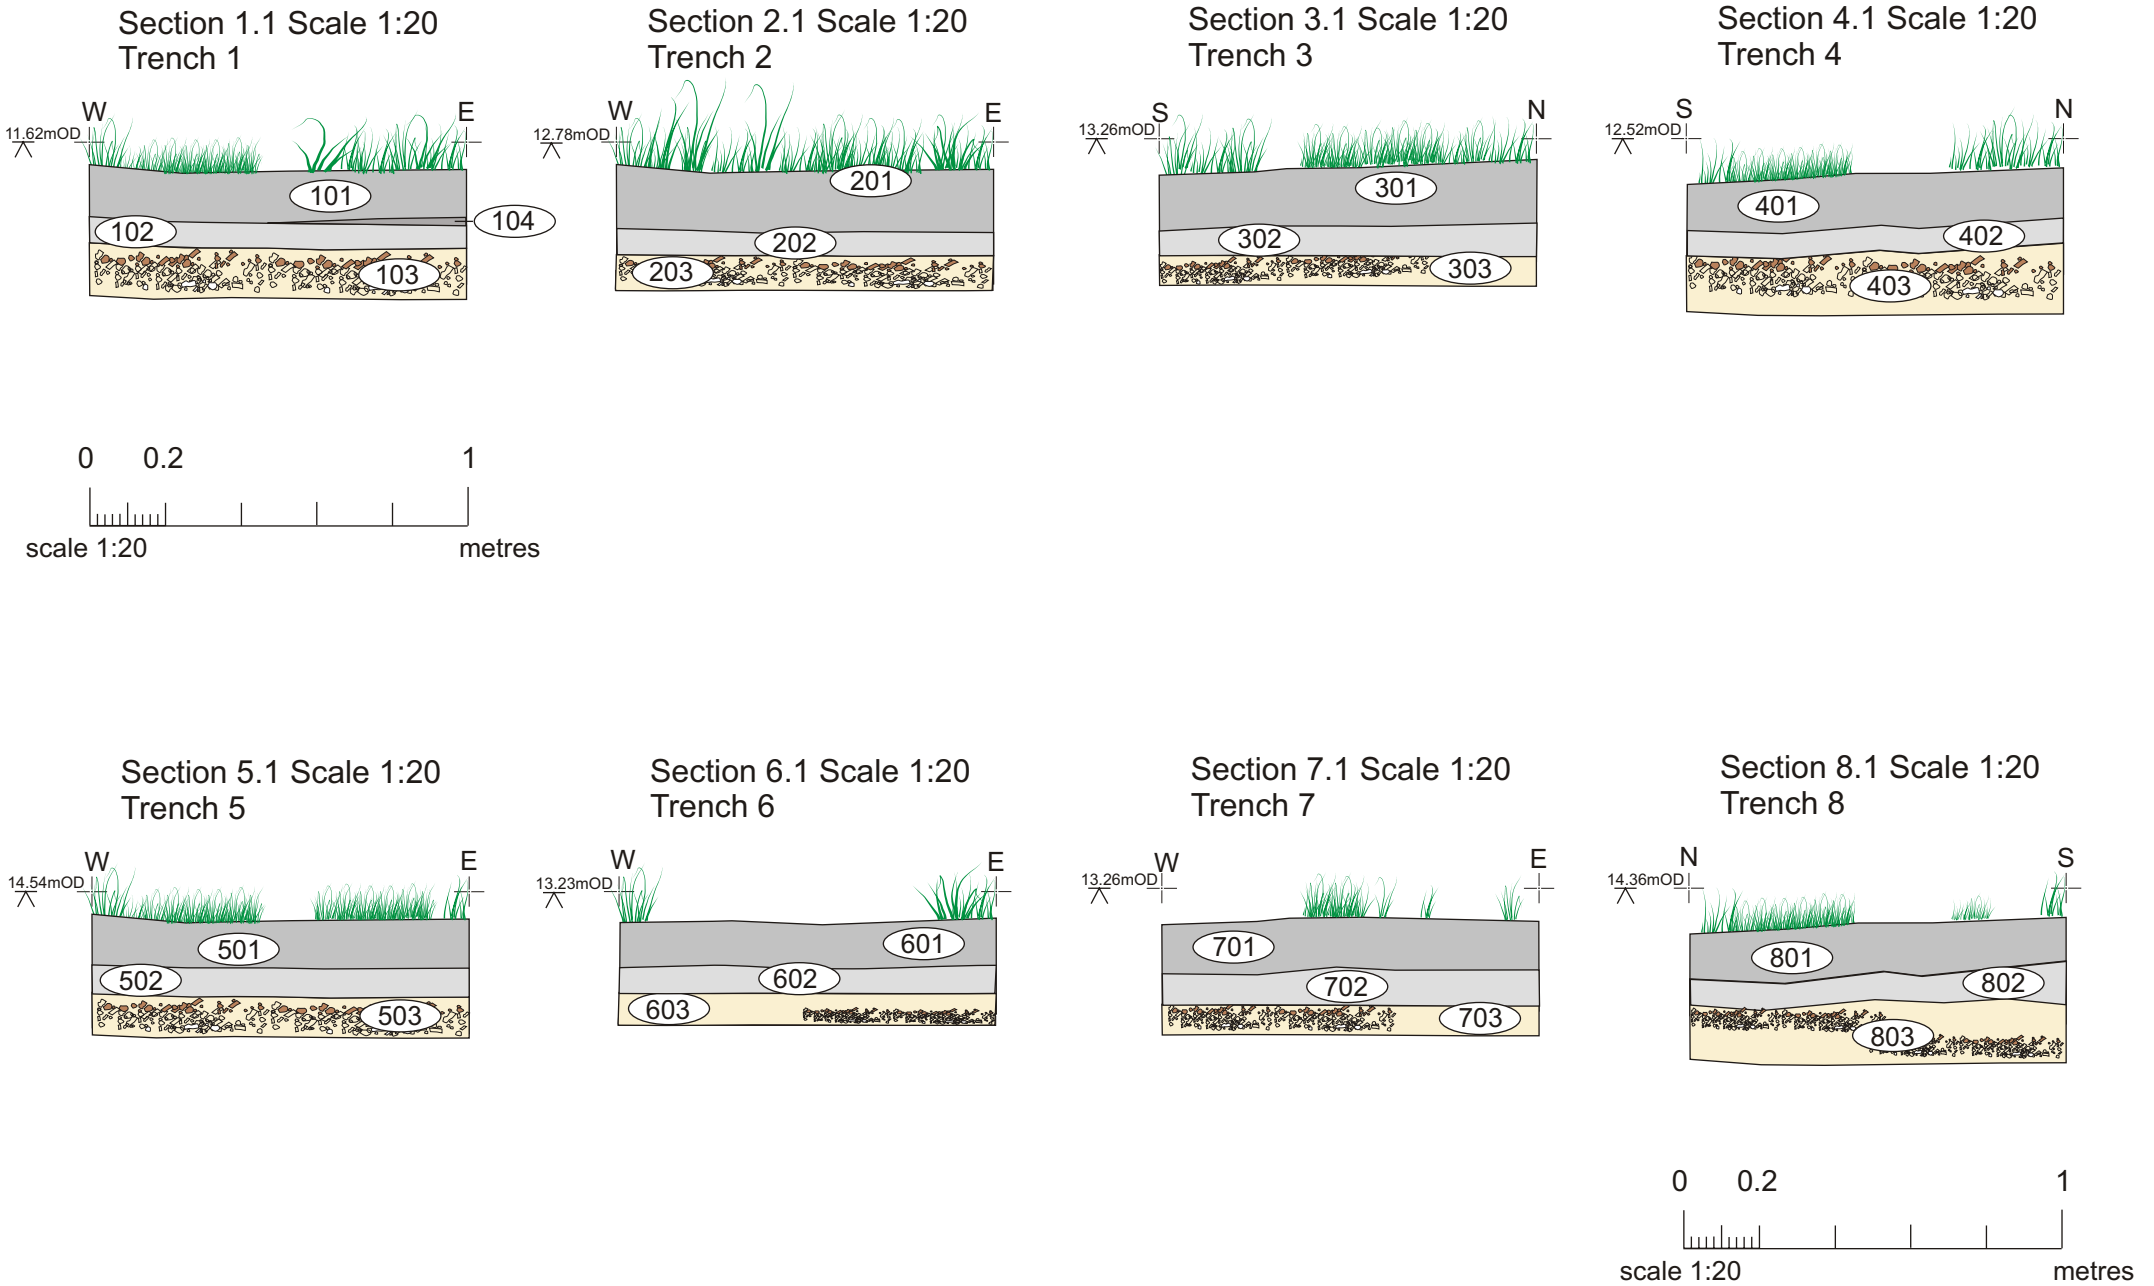 Section 1.1 Scale 1:20
Trench 1
W
E
11.62mOD
101
102
103
104
Section 2.1 Scale 1:20
Trench 2
W
E
12.78mOD
201
202
203
Section 3.1 Scale 1:20
Trench 3
S
N
13.26mOD
301
302
303
Section 4.1 Scale 1:20
Trench 4
S
N
12.52mOD
401
402
403
0 0.2 1
scale 1:20 metres
Section 5.1 Scale 1:20
Trench 5
W
E
14.54mOD
501
502
503
Section 6.1 Scale 1:20
Trench 6
W
E
13.23mOD
601
602
603
Section 7.1 Scale 1:20
Trench 7
W
E
13.26mOD
701
702
703
Section 8.1 Scale 1:20
Trench 8
N
S
14.36mOD
801
802
803
0 0.2 1
scale 1:20 metres